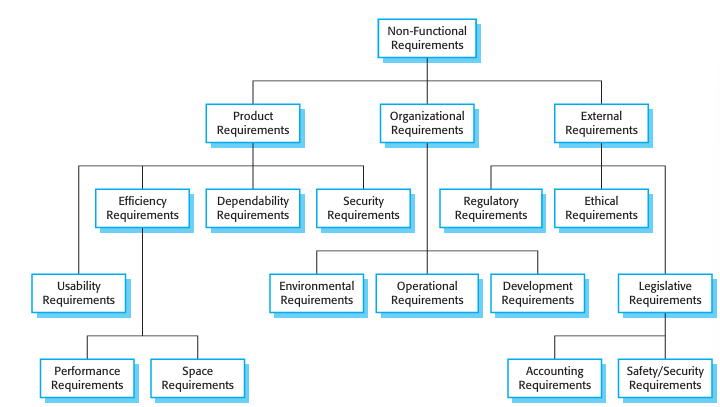 Non-Functional
Requirements
Product
Requirements
Organizational
Requirements
External
Requirements
Efficiency
Requirements
Dependability
Requirements
Security
Requirements
Regulatory
Requirements
Ethical
Requirements
Usability
Requirements
Environmental
Requirements
Operational
Requirements
Development
Requirements
Legislative
Requirements
Performance
Requirements
Space
Requirements
Accounting
Requirements
Safety/Security
Requirements